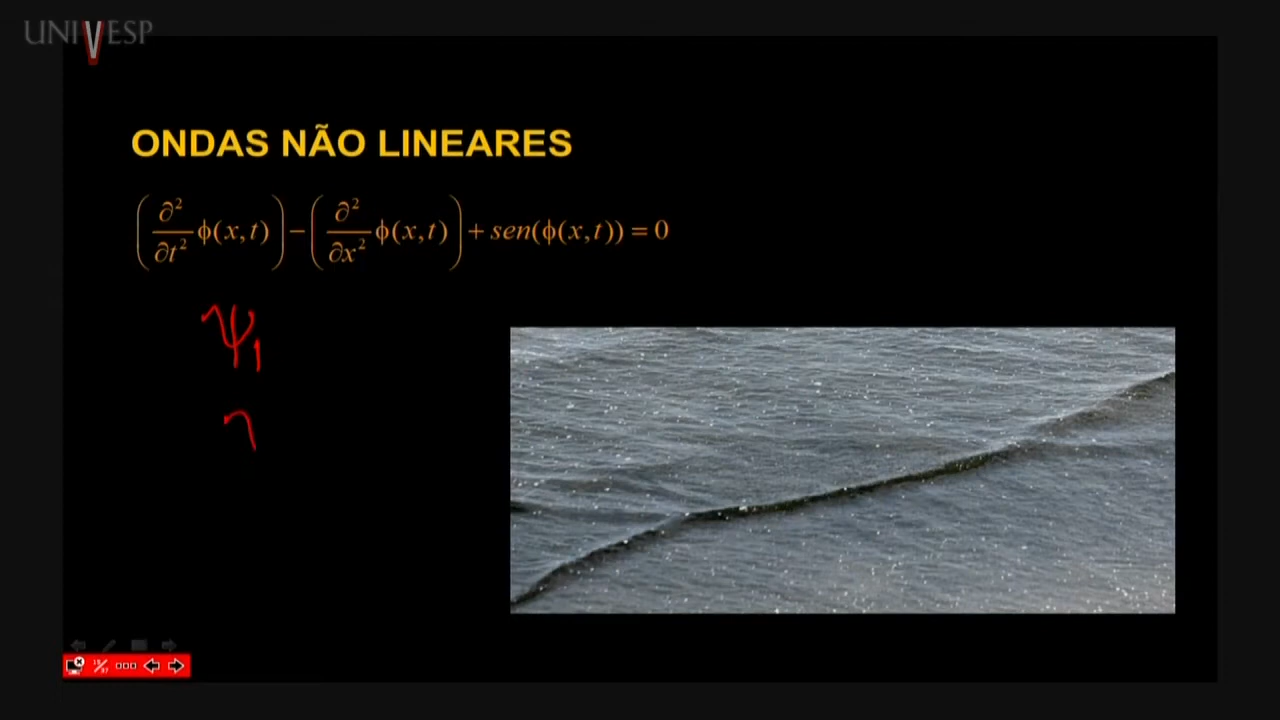 UNIVESP
ONDAS NÃO LINEARES
(∂²/∂t² ϕ(x,t)) − (∂²/∂x² ϕ(x,t)) + sen(ϕ(x,t)) = 0
ψ₁